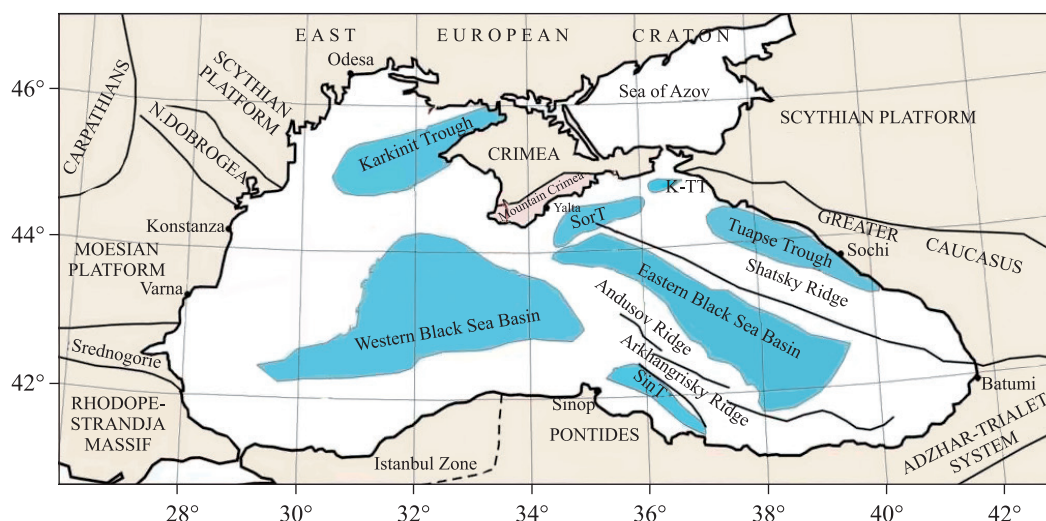 EAST EUROPEAN CRATON
Odesa
46°
SCYTHIAN
PLATFORM
Sea of Azov
CARPATHIANS
N.DOBROGEA
Karkinit Trough
CRIMEA
SCYTHIAN PLATFORM
Mountain Crimea
K-TT
Yalta
SorT
Konstanza
44°
GREATER
CAUCASUS
Tuapse Trough
Sochi
MOESIAN
PLATFORM
Varna
Shatsky Ridge
Eastern Black Sea Basin
Andusov Ridge
Western Black Sea Basin
Srednogorie
Arkhangrisky Ridge
42°
SinT
Batumi
Sinop
RHODOPE-
STRANDJA
MASSIF
PONTIDES
Istanbul Zone
ADZHAR-TRIALET
SYSTEM
28° 30° 32° 34° 36° 38° 40° 42°